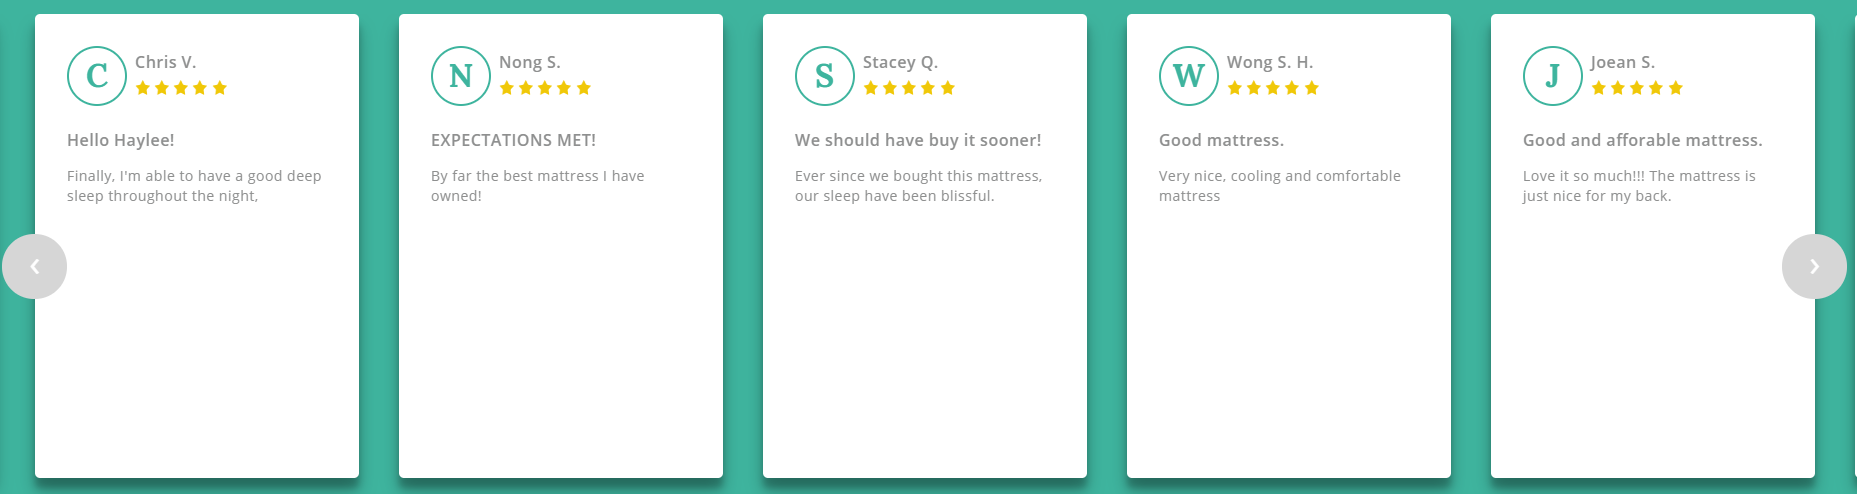 C
Chris V.
Hello Haylee!
Finally, I'm able to have a good deep
sleep throughout the night,
N
Nong S.
EXPECTATIONS MET!
By far the best mattress I have
owned!
S
Stacey Q.
We should have buy it sooner!
Ever since we bought this mattress,
our sleep have been blissful.
W
Wong S. H.
Good mattress.
Very nice, cooling and comfortable
mattress
J
Joean S.
Good and afforable mattress.
Love it so much!!! The mattress is
just nice for my back.